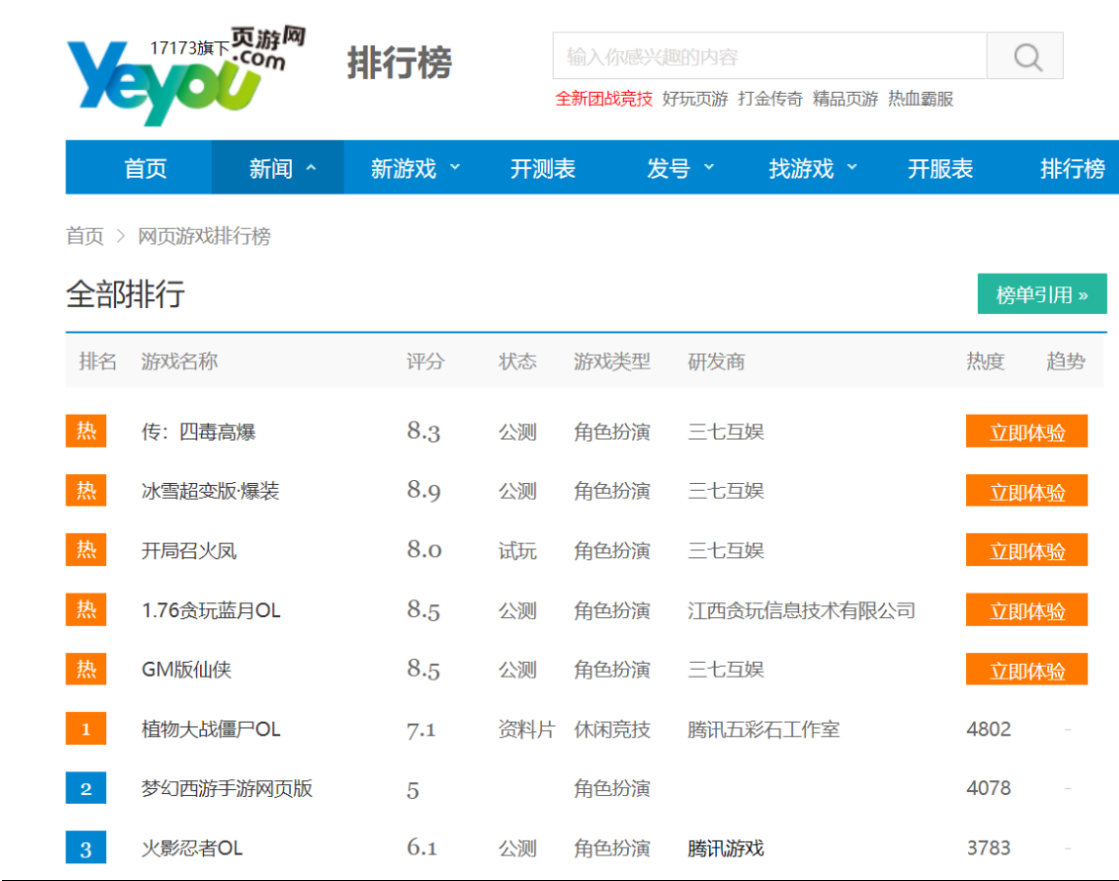 17173旗下页游网
Yeyou.com
排行榜
输入你感兴趣的内容
全新团战竞技 好玩页游 打金传奇 精品页游 热血霸服
首页 新闻 新游戏 开测表 发号 找游戏 开服表 排行榜
首页 > 网页游戏排行榜
全部排行
榜单引用 »
排名 游戏名称 评分 状态 游戏类型 研发商 热度 趋势
热 传：四毒高爆 8.3 公测 角色扮演 三七互娱 立即体验
热 冰雪超变版·爆装 8.9 公测 角色扮演 三七互娱 立即体验
热 开局召火凤 8.0 试玩 角色扮演 三七互娱 立即体验
热 1.76贪玩蓝月OL 8.5 公测 角色扮演 江西贪玩信息技术有限公司 立即体验
热 GM版仙侠 8.5 公测 角色扮演 三七互娱 立即体验
1 植物大战僵尸OL 7.1 资料片 休闲竞技 腾讯五彩石工作室 4802 -
2 梦幻西游手游网页版 5 角色扮演 4078 -
3 火影忍者OL 6.1 公测 角色扮演 腾讯游戏 3783 -